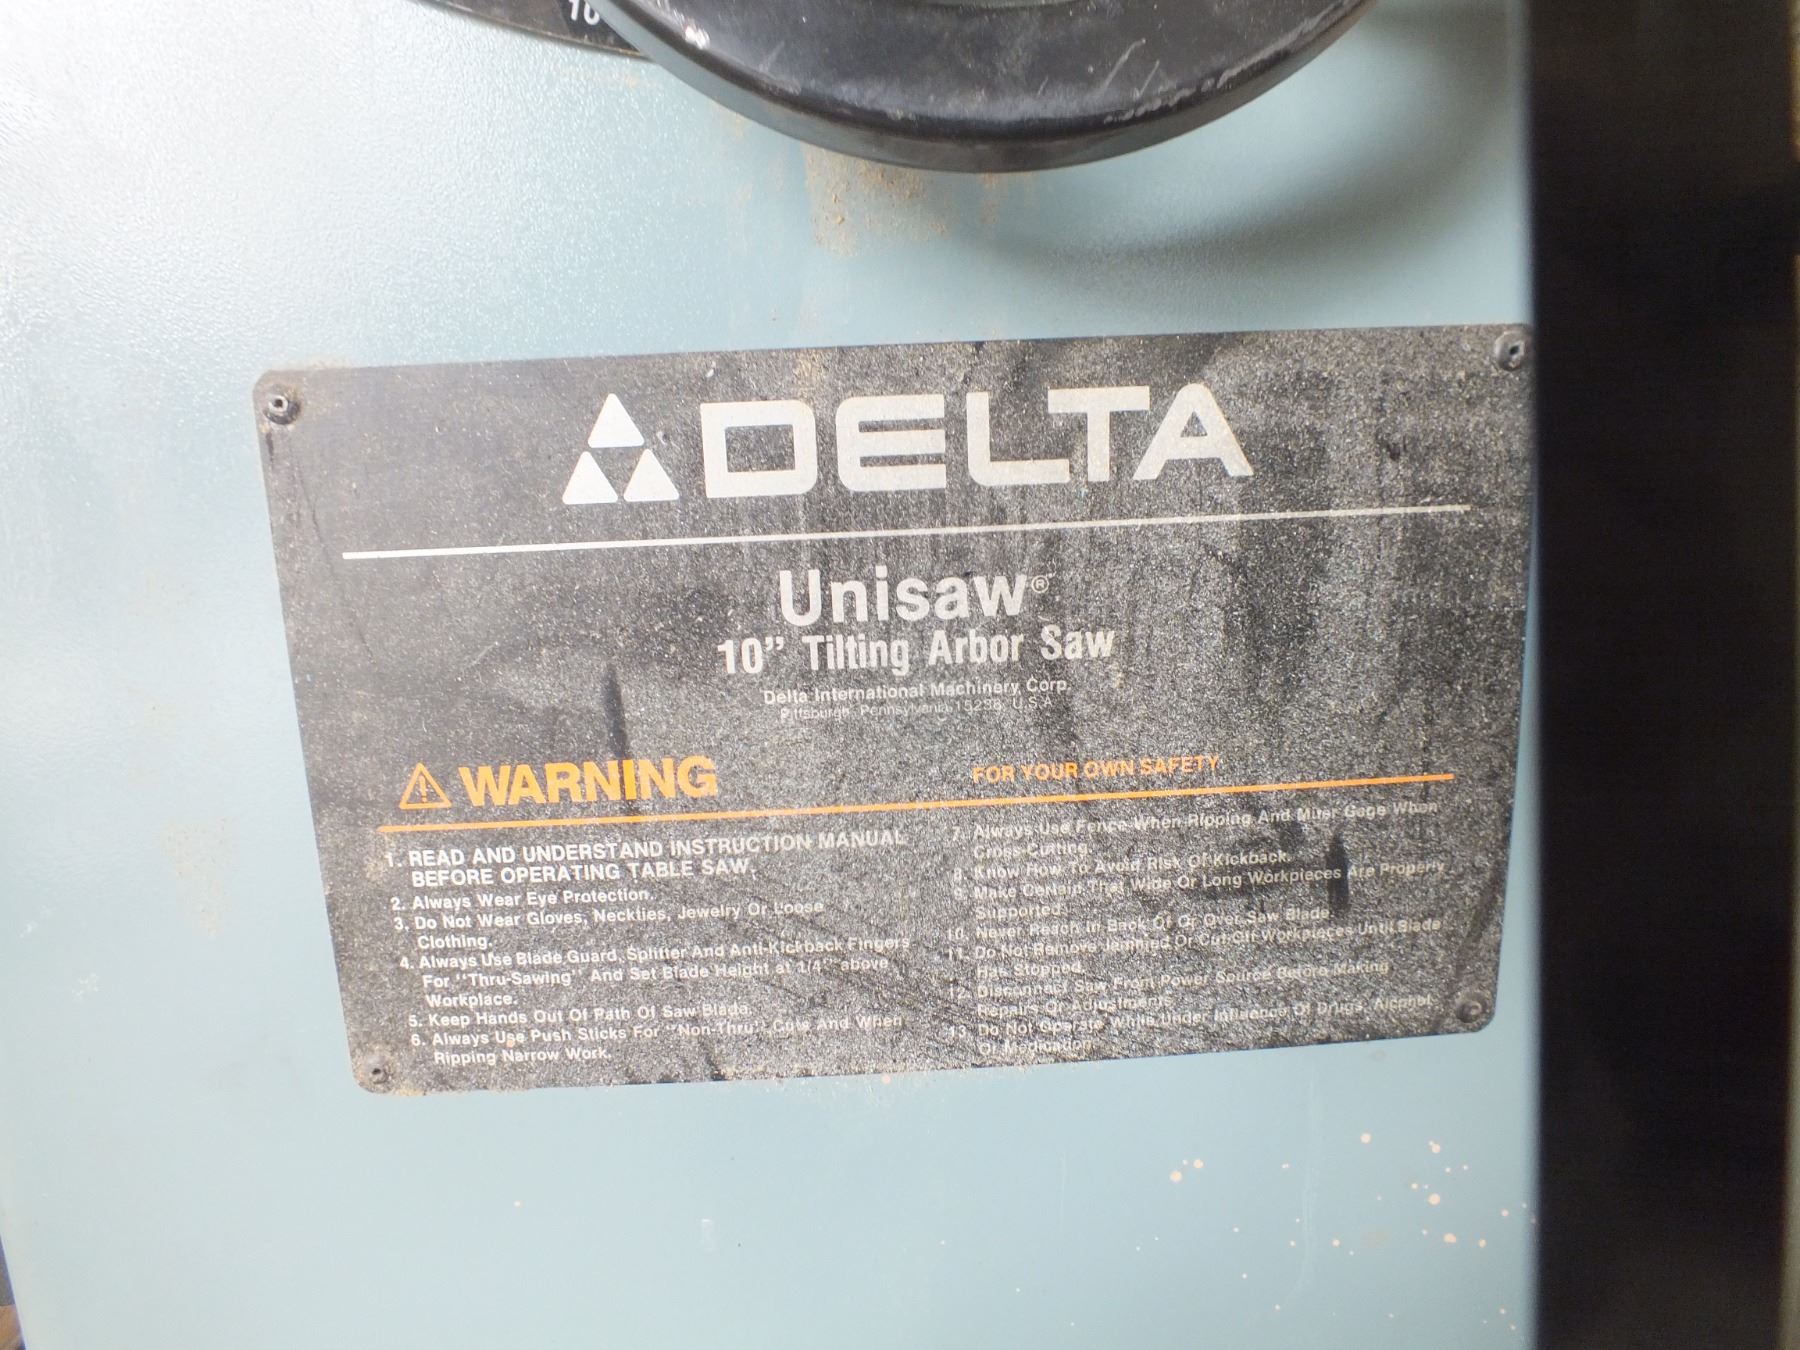 10
DELTA
Unisaw®
10” Tilting Arbor Saw
Delta International Machinery Corp.
Pittsburgh, Pennsylvania 15238, U.S.A.
WARNING
FOR YOUR OWN SAFETY
1. READ AND UNDERSTAND INSTRUCTION MANUAL
BEFORE OPERATING TABLE SAW.
2. Always Wear Eye Protection.
3. Do Not Wear Gloves, Neckties, Jewelry Or Loose
Clothing.
4. Always Use Blade Guard, Splitter And Anti-Kickback Fingers
For "Thru-Sawing" And Set Blade Height at 1/4" above
Workplace.
5. Keep Hands Out Of Path Of Saw Blade.
6. Always Use Push Sticks For "Non-Thru" Cuts And When
Ripping Narrow Work.
7. Always Use Fence When Ripping And Miter Gage When
Cross-Cutting.
8. Know How To Avoid Risk Of Kickback.
9. Make Certain That Wide Or Long Workpieces Are Properly
Supported.
10. Never Reach In Back Of Or Over Saw Blade.
11. Do Not Remove Jammed Or Cut-Off Workpieces Until Blade
Has Stopped.
12. Disconnect Saw From Power Source Before Making
Repairs Or Adjustments.
13. Do Not Operate While Under Influence Of Drugs, Alcohol
Or Medication.